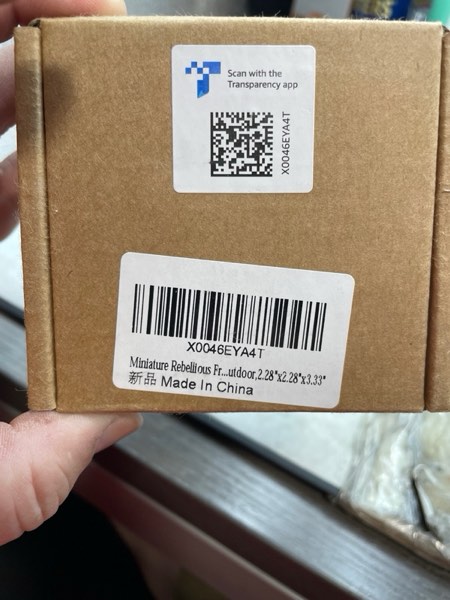 Scan with the
Transparency app
X0046EYA4T
X0046EYA4T
Miniature Rebellious Fr...utdoor,2.28"x2.28"x3.33"
新品 Made In China